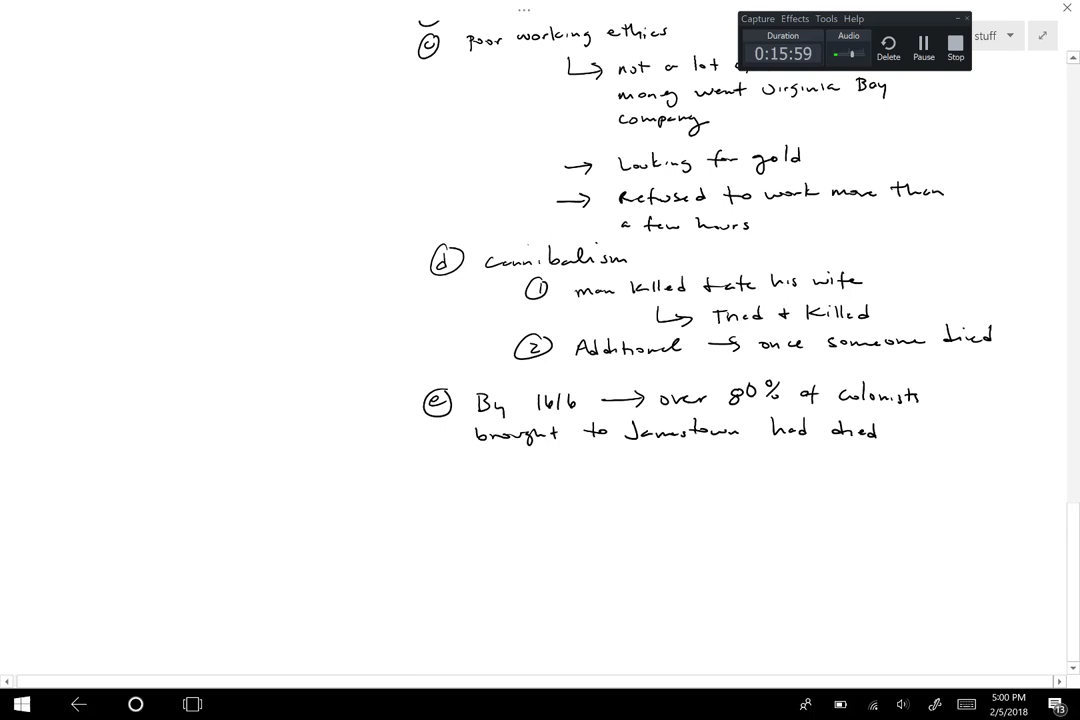 ...
Capture Effects Tools Help
Duration
Audio
0:15:59
Delete Pause Stop
stuff
c poor working ethics
not a lot
money went Virginia Bay
company
→ Looking for gold
→ Refused to work more than
a few hours
d cannibalism
1 man killed + ate his wife
Tried + Killed
2 Additional → once someone died
e By 1616 → over 80% of colonists
brought to Jamestown had died
5:00 PM
2/5/2018
13